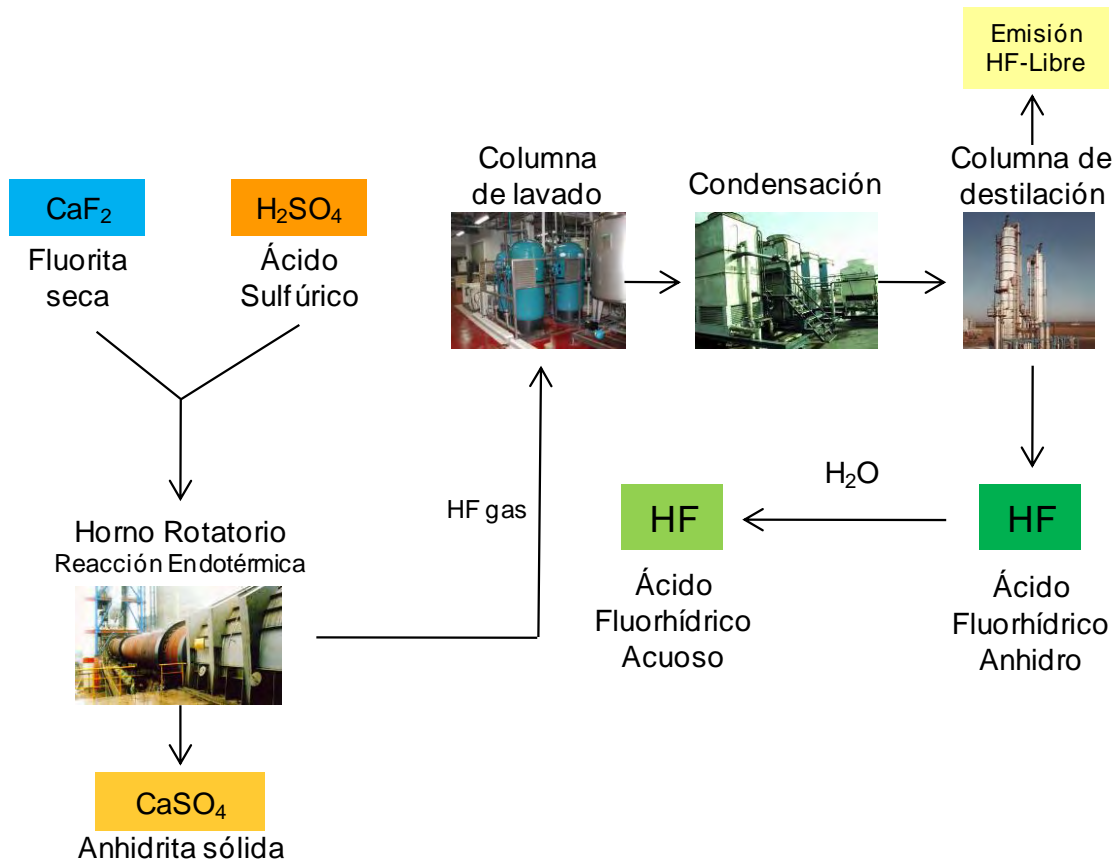 Emisión
HF-Libre
Columna
de lavado
Condensación
Columna de
destilación
CaF₂
H₂SO₄
Fluorita
seca
Ácido
Sulfúrico
HF gas
H₂O
HF
HF
Horno Rotatorio
Reacción Endotérmica
Ácido
Fluorhídrico
Acuoso
Ácido
Fluorhídrico
Anhidro
CaSO₄
Anhidrita sólida